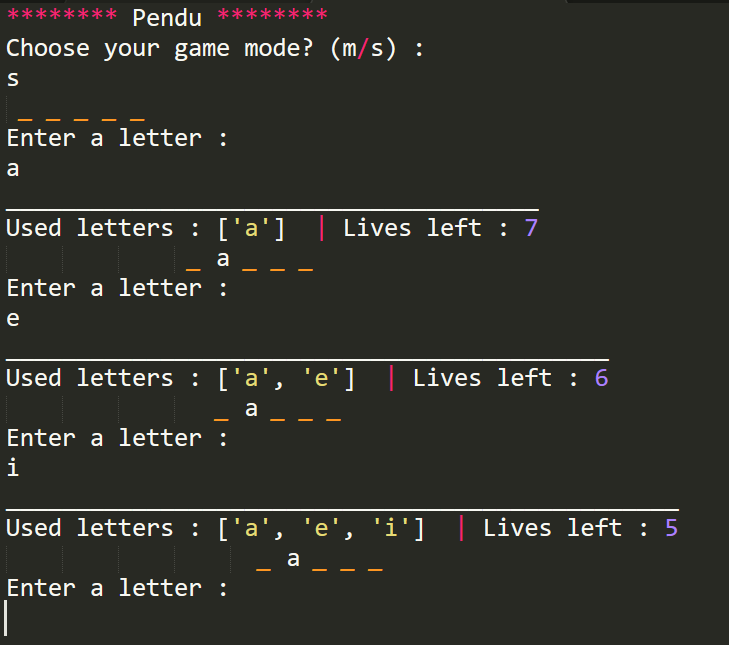 ******** Pendu ********
Choose your game mode? (m/s) :
s
_ _ _ _ _
Enter a letter :
a
______________________________________
Used letters : ['a']  | Lives left : 7
_ a _ _ _
Enter a letter :
e
___________________________________________
Used letters : ['a', 'e']  | Lives left : 6
_ a _ _ _
Enter a letter :
i
________________________________________________
Used letters : ['a', 'e', 'i']  | Lives left : 5
_ a _ _ _
Enter a letter :